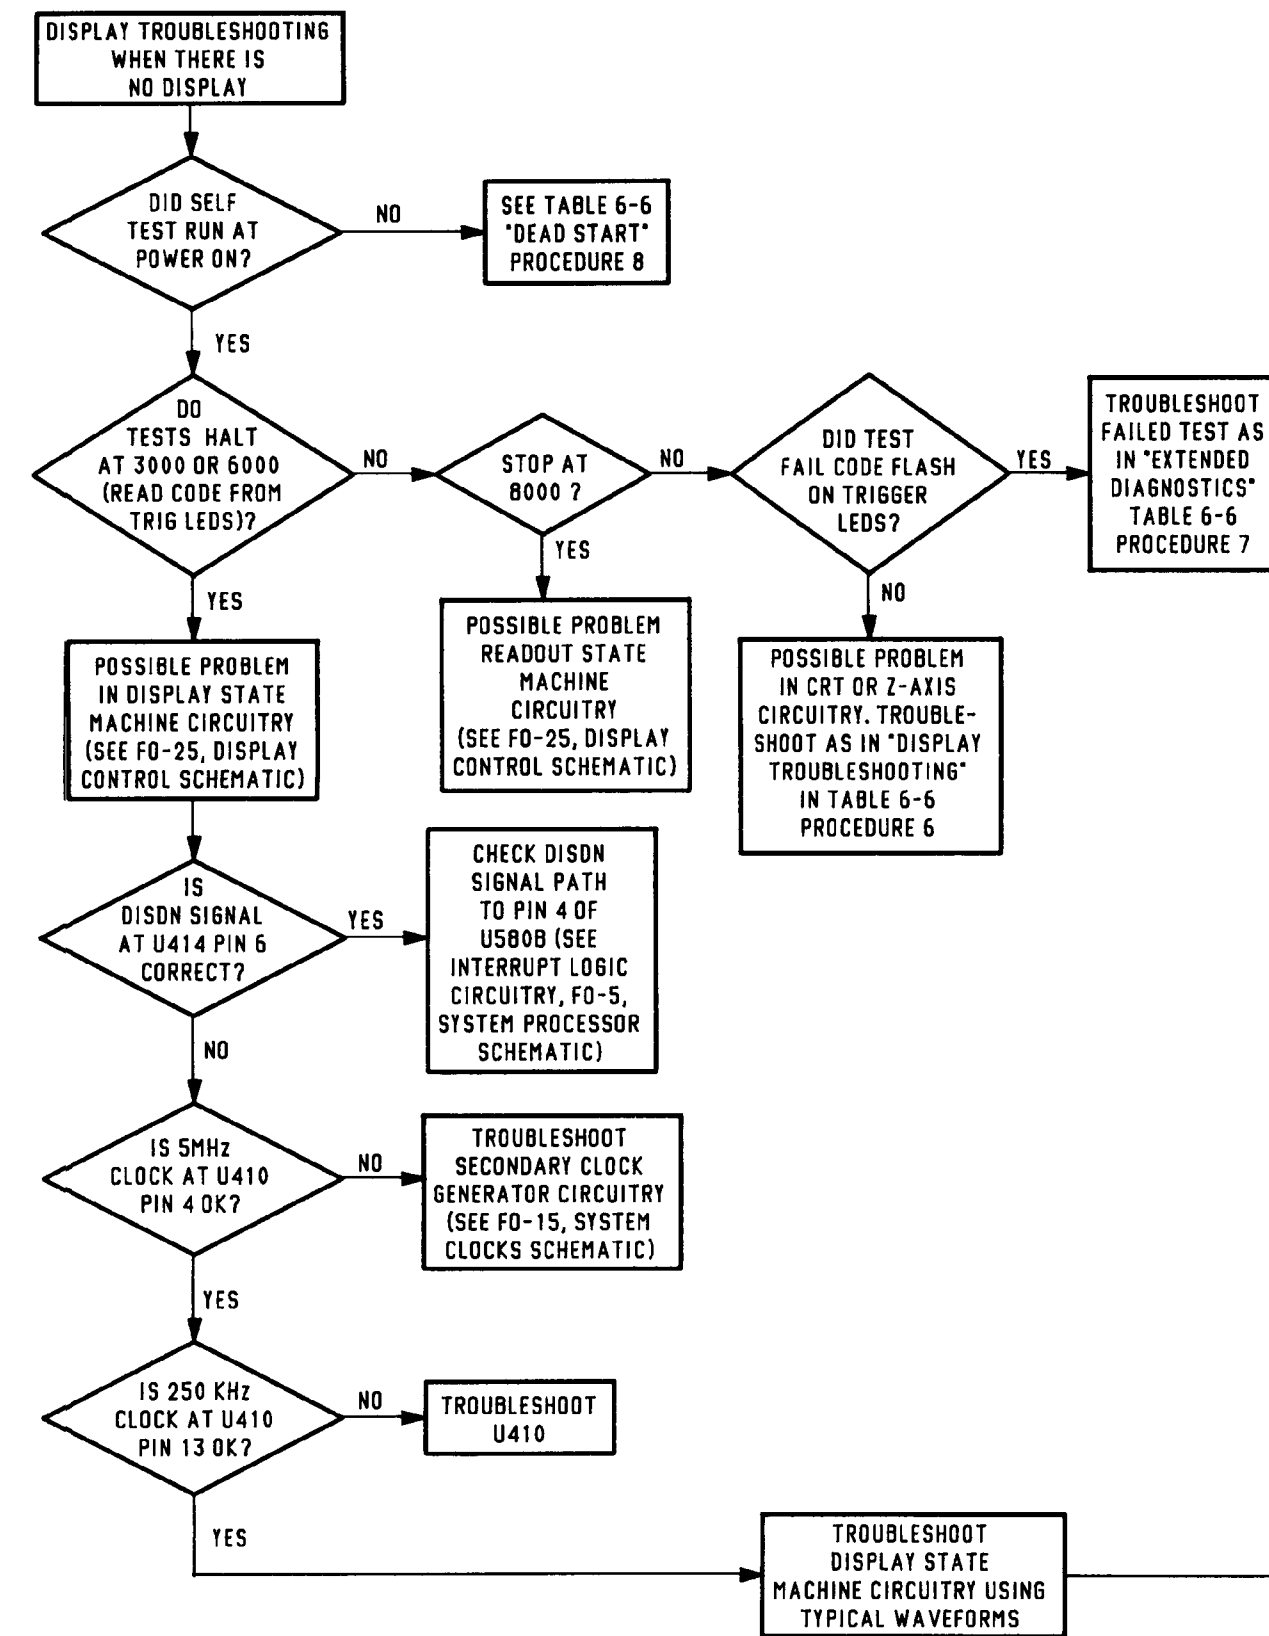 DISPLAY TROUBLESHOOTING
WHEN THERE IS
NO DISPLAY
DID SELF
TEST RUN AT
POWER ON?
NO
SEE TABLE 6-6
"DEAD START"
PROCEDURE 8
YES
DO
TESTS HALT
AT 3000 OR 6000
(READ CODE FROM
TRIG LEDS)?
NO
STOP AT
8000 ?
NO
DID TEST
FAIL CODE FLASH
ON TRIGGER
LEDS?
YES
TROUBLESHOOT
FAILED TEST AS
IN "EXTENDED
DIAGNOSTICS"
TABLE 6-6
PROCEDURE 7
YES
YES
NO
POSSIBLE PROBLEM
IN DISPLAY STATE
MACHINE CIRCUITRY
(SEE FO-25, DISPLAY
CONTROL SCHEMATIC)
POSSIBLE PROBLEM
READOUT STATE
MACHINE
CIRCUITRY
(SEE FO-25, DISPLAY
CONTROL SCHEMATIC)
POSSIBLE PROBLEM
IN CRT OR Z-AXIS
CIRCUITRY. TROUBLE-
SHOOT AS IN "DISPLAY
TROUBLESHOOTING"
IN TABLE 6-6
PROCEDURE 6
IS
DISDN SIGNAL
AT U414 PIN 6
CORRECT?
YES
CHECK DISDN
SIGNAL PATH
TO PIN 4 OF
U580B (SEE
INTERRUPT LOGIC
CIRCUITRY, FO-5,
SYSTEM PROCESSOR
SCHEMATIC)
NO
IS 5MHz
CLOCK AT U410
PIN 4 OK?
NO
TROUBLESHOOT
SECONDARY CLOCK
GENERATOR CIRCUITRY
(SEE FO-15, SYSTEM
CLOCKS SCHEMATIC)
YES
IS 250 KHz
CLOCK AT U410
PIN 13 OK?
NO
TROUBLESHOOT
U410
YES
TROUBLESHOOT
DISPLAY STATE
MACHINE CIRCUITRY USING
TYPICAL WAVEFORMS